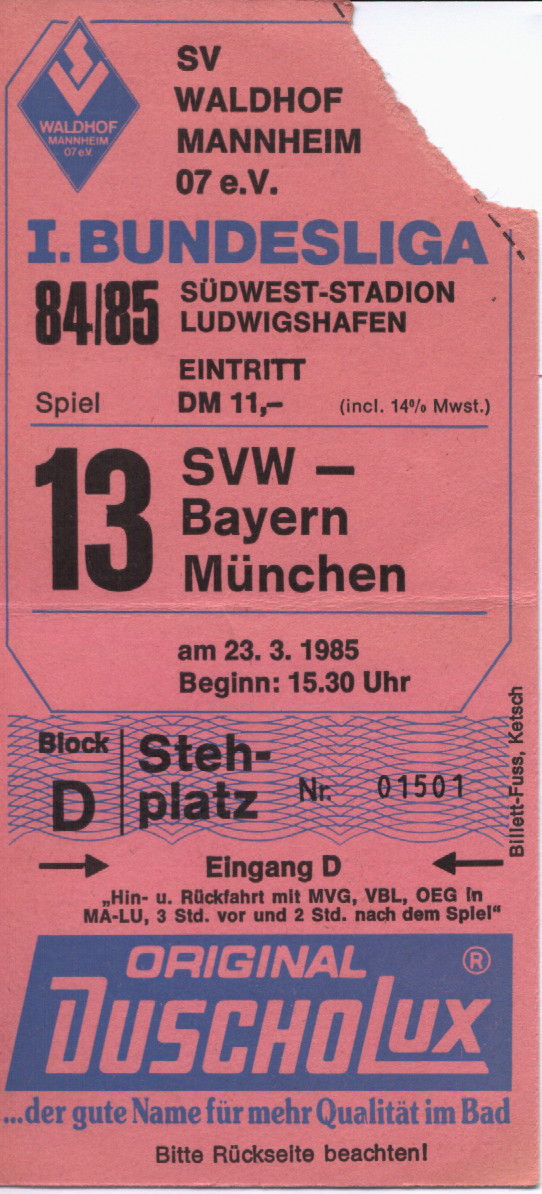 WALDHOF
MANNHEIM
07 e.V.
SV
WALDHOF
MANNHEIM
07 e.V.
I. BUNDESLIGA
84/85
SÜDWEST-STADION
LUDWIGSHAFEN
EINTRITT
Spiel
DM 11,–
(incl. 14% Mwst.)
13
SVW –
Bayern
München
am 23. 3. 1985
Beginn: 15.30 Uhr
Block
D
Steh-
platz
Nr. 01501
Billett-Fuss, Ketsch
Eingang D
„Hin- u. Rückfahrt mit MVG, VBL, OEG in
MA-LU, 3 Std. vor und 2 Std. nach dem Spiel“
ORIGINAL ®
DUSCHOLUX
...der gute Name für mehr Qualität im Bad
Bitte Rückseite beachten!